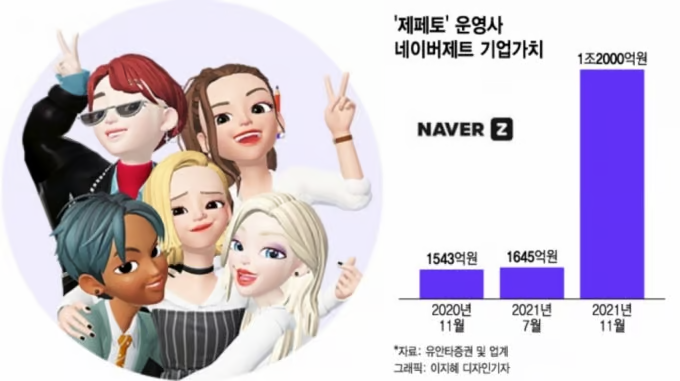 '제페토' 운영사
네이버제트 기업가치
1조2000억원
NAVER Z
1543억원
1645억원
2020년
11월
2021년
7월
2021년
11월
*자료: 유안타증권 및 업계
그래픽: 이지혜 디자인기자